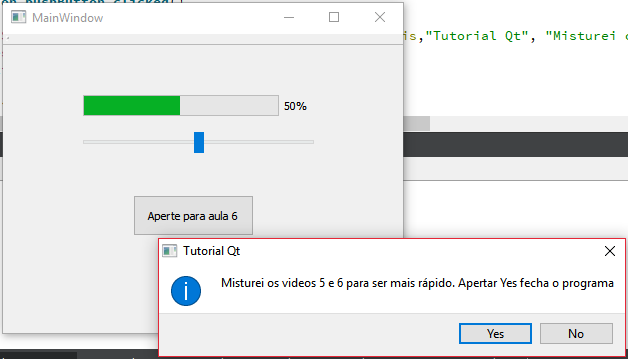 on_pushButton_clicked()
MainWindow
is,"Tutorial Qt", "Misturei
50%
Aperte para aula 6
Tutorial Qt
Misturei os videos 5 e 6 para ser mais rápido. Apertar Yes fecha o programa
Yes
No